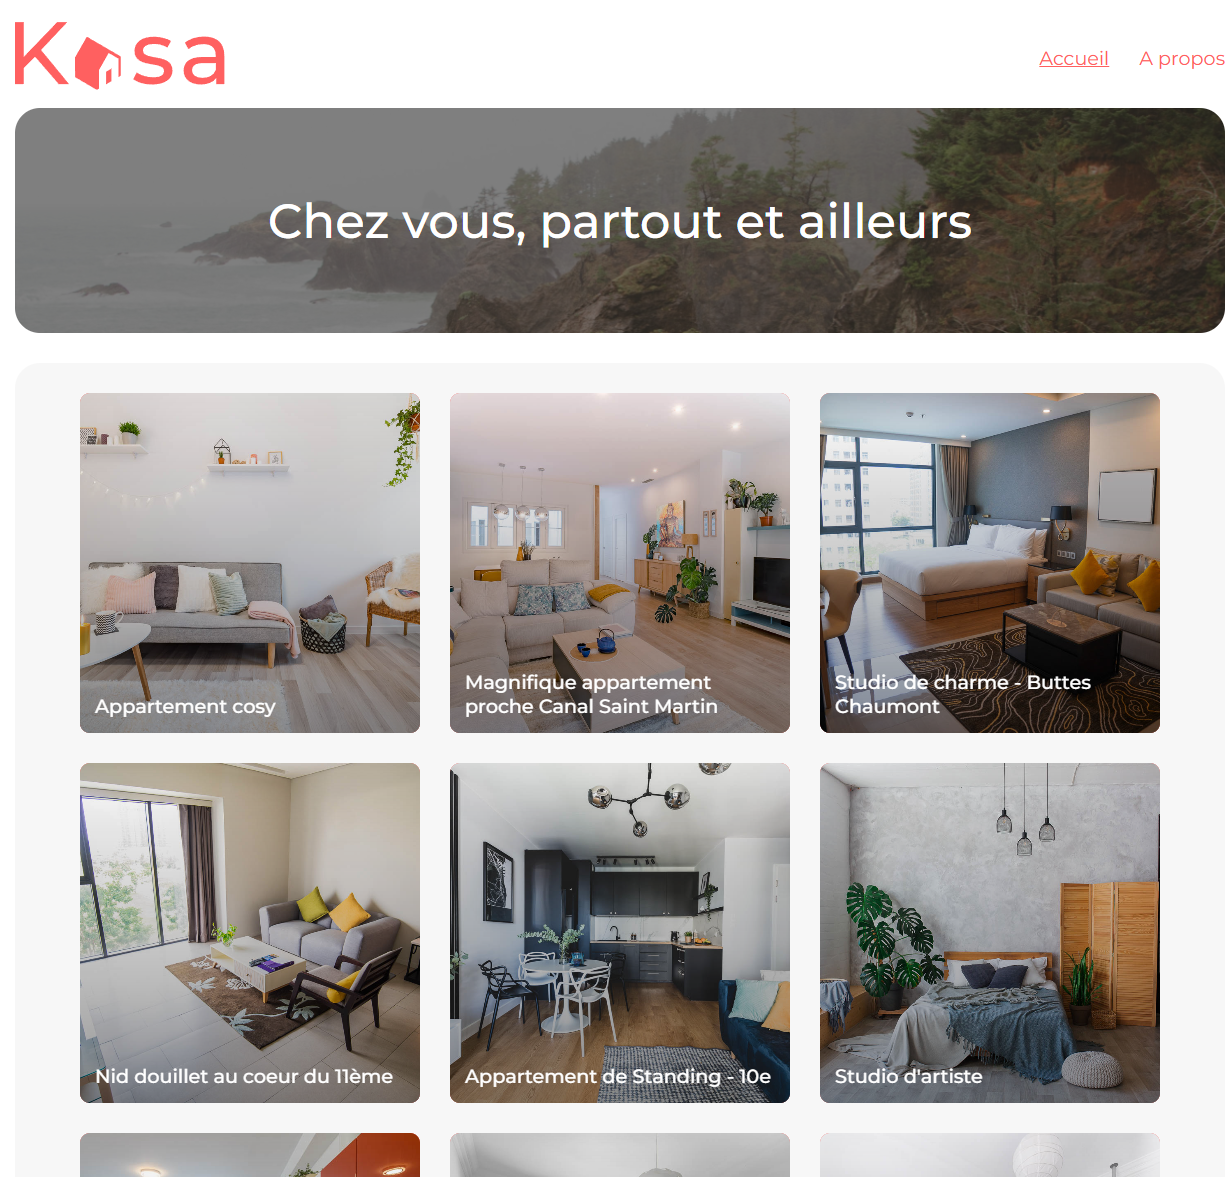 Kasa
Accueil
A propos
Chez vous, partout et ailleurs
Appartement cosy
Magnifique appartement
proche Canal Saint Martin
Studio de charme - Buttes
Chaumont
Nid douillet au coeur du 11ème
Appartement de Standing - 10e
Studio d'artiste